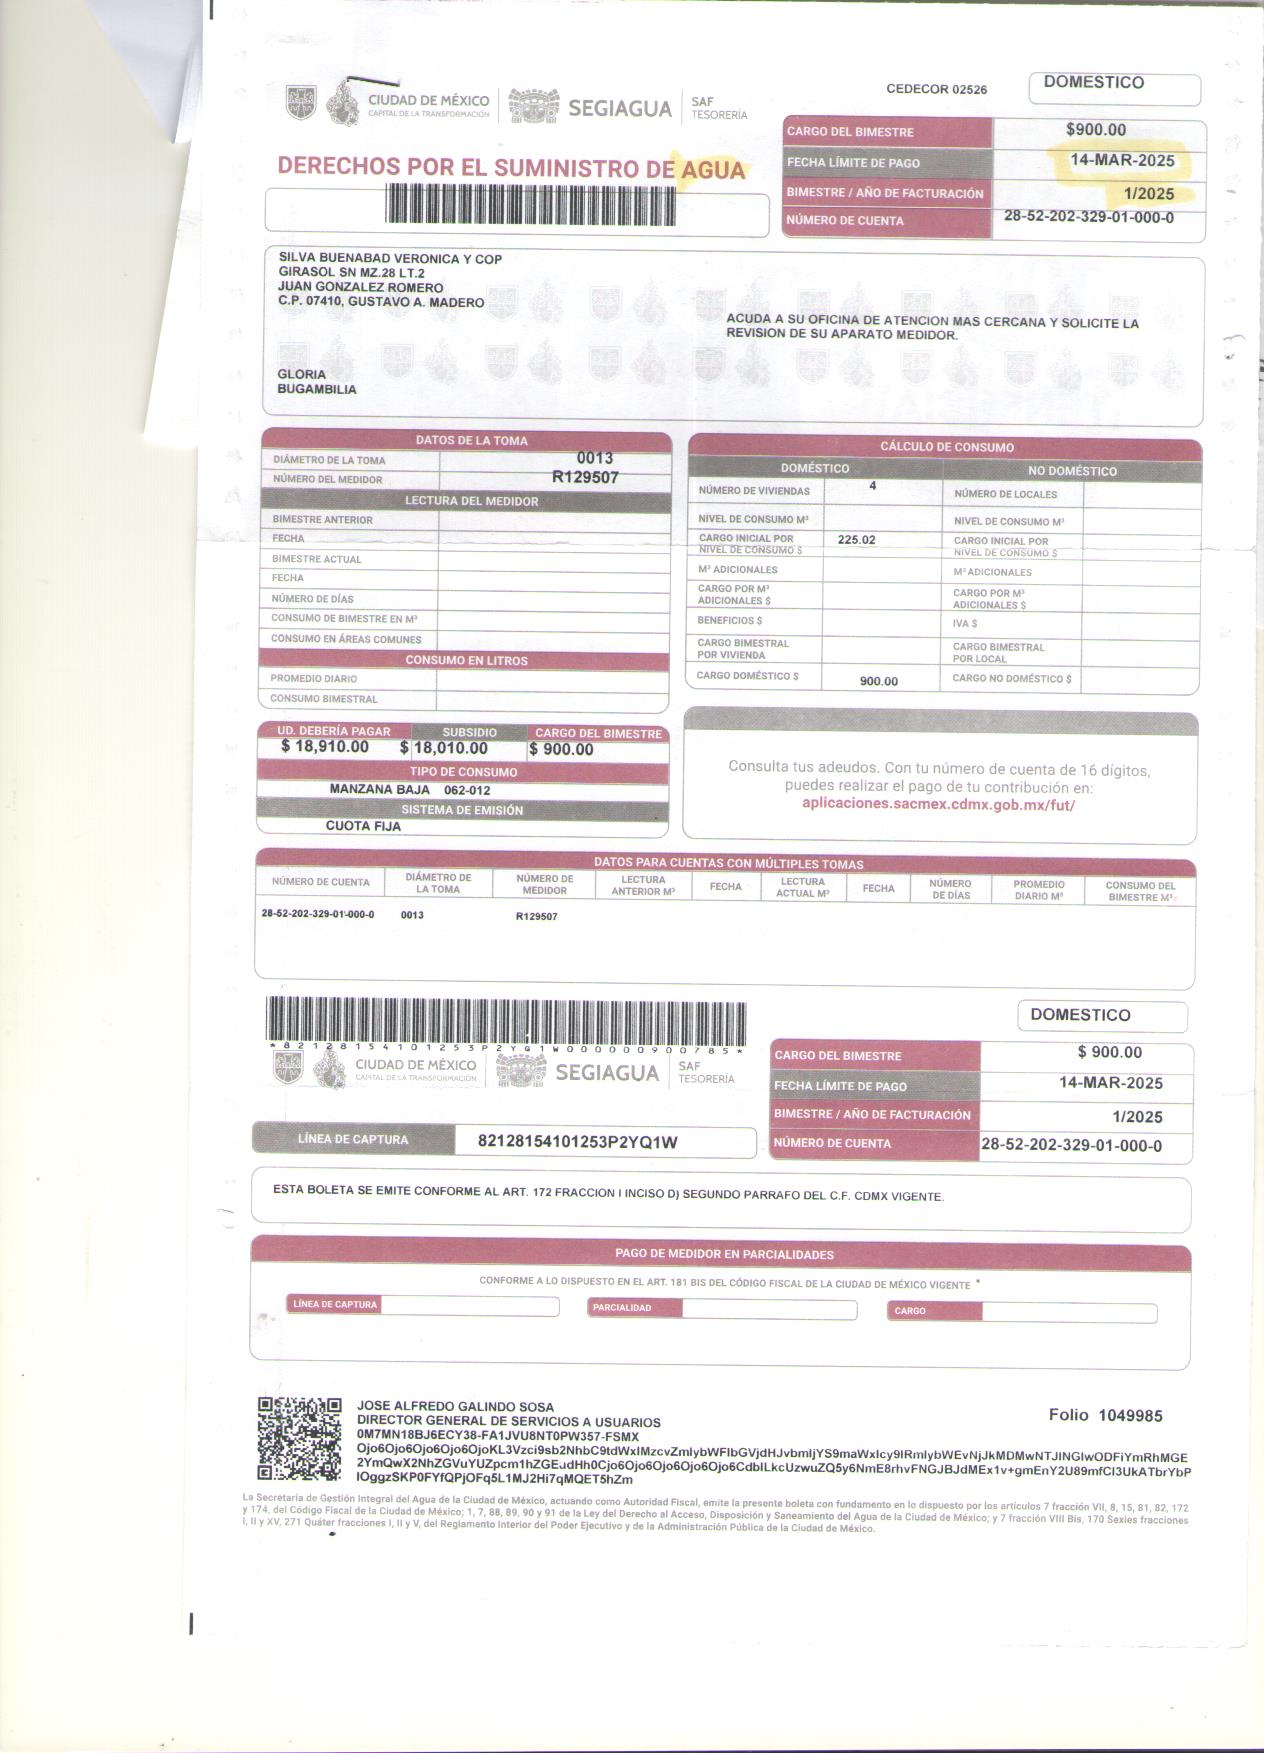 CEDECOR 02526
DOMESTICO
CIUDAD DE MÉXICO
CAPITAL DE LA TRANSFORMACIÓN
SEGIAGUA
SAF
TESORERÍA
DERECHOS POR EL SUMINISTRO DE AGUA
CARGO DEL BIMESTRE $900.00
FECHA LÍMITE DE PAGO 14-MAR-2025
BIMESTRE / AÑO DE FACTURACIÓN 1/2025
NÚMERO DE CUENTA 28-52-202-329-01-000-0
SILVA BUENABAD VERONICA Y COP
GIRASOL SN MZ.28 LT.2
JUAN GONZALEZ ROMERO
C.P. 07410, GUSTAVO A. MADERO
ACUDA A SU OFICINA DE ATENCION MAS CERCANA Y SOLICITE LA
REVISION DE SU APARATO MEDIDOR.
GLORIA
BUGAMBILIA
DATOS DE LA TOMA
DIÁMETRO DE LA TOMA 0013
NÚMERO DEL MEDIDOR R129507
LECTURA DEL MEDIDOR
BIMESTRE ANTERIOR
FECHA
BIMESTRE ACTUAL
FECHA
NÚMERO DE DÍAS
CONSUMO DE BIMESTRE EN M³
CONSUMO EN ÁREAS COMUNES
CONSUMO EN LITROS
PROMEDIO DIARIO
CONSUMO BIMESTRAL
CÁLCULO DE CONSUMO
DOMÉSTICO NO DOMÉSTICO
NÚMERO DE VIVIENDAS 4 NÚMERO DE LOCALES
NIVEL DE CONSUMO M³ NIVEL DE CONSUMO M³
CARGO INICIAL POR 225.02 CARGO INICIAL POR
NIVEL DE CONSUMO $ NIVEL DE CONSUMO $
M³ ADICIONALES M³ ADICIONALES
CARGO POR M³ CARGO POR M³
ADICIONALES $ ADICIONALES $
BENEFICIOS $ IVA $
CARGO BIMESTRAL CARGO BIMESTRAL
POR VIVIENDA POR LOCAL
CARGO DOMÉSTICO $ 900.00 CARGO NO DOMÉSTICO $
UD. DEBERÍA PAGAR SUBSIDIO CARGO DEL BIMESTRE
$ 18,910.00 $ 18,010.00 $ 900.00
TIPO DE CONSUMO
MANZANA BAJA 062-012
SISTEMA DE EMISIÓN
CUOTA FIJA
Consulta tus adeudos. Con tu número de cuenta de 16 dígitos,
puedes realizar el pago de tu contribución en:
aplicaciones.sacmex.cdmx.gob.mx/fut/
DATOS PARA CUENTAS CON MÚLTIPLES TOMAS
NÚMERO DE CUENTA DIÁMETRO DE LA TOMA NÚMERO DE MEDIDOR LECTURA ANTERIOR M³ FECHA LECTURA ACTUAL M³ FECHA NÚMERO DE DÍAS PROMEDIO DIARIO M³ CONSUMO DEL BIMESTRE M³
28-52-202-329-01-000-0 0013 R129507
*82128154101253P2YQ1W000000900785*
DOMESTICO
CIUDAD DE MÉXICO
CAPITAL DE LA TRANSFORMACIÓN
SEGIAGUA
SAF
TESORERÍA
CARGO DEL BIMESTRE $ 900.00
FECHA LÍMITE DE PAGO 14-MAR-2025
BIMESTRE / AÑO DE FACTURACIÓN 1/2025
NÚMERO DE CUENTA 28-52-202-329-01-000-0
LÍNEA DE CAPTURA 82128154101253P2YQ1W
ESTA BOLETA SE EMITE CONFORME AL ART. 172 FRACCION I INCISO D) SEGUNDO PARRAFO DEL C.F. CDMX VIGENTE.
PAGO DE MEDIDOR EN PARCIALIDADES
CONFORME A LO DISPUESTO EN EL ART. 181 BIS DEL CÓDIGO FISCAL DE LA CIUDAD DE MÉXICO VIGENTE *
LÍNEA DE CAPTURA PARCIALIDAD CARGO
JOSE ALFREDO GALINDO SOSA
DIRECTOR GENERAL DE SERVICIOS A USUARIOS
0M7MN18BJ6ECY38-FA1JVU8NT0PW357-FSMX
Folio 1049985
La Secretaría de Gestión Integral del Agua de la Ciudad de México, actuando como Autoridad Fiscal, emite la presente boleta con fundamento en lo dispuesto por los artículos 7 fracción VII, 8, 15, 81, 82, 172
y 174, del Código Fiscal de la Ciudad de México; 1, 7, 88, 89, 90 y 91 de la Ley del Derecho al Acceso, Disposición y Saneamiento del Agua de la Ciudad de México; y 7 fracción VIII Bis, 170 Sexies fracciones
I, II y XV, 271 Quáter fracciones I, II y V, del Reglamento Interior del Poder Ejecutivo y de la Administración Pública de la Ciudad de México.